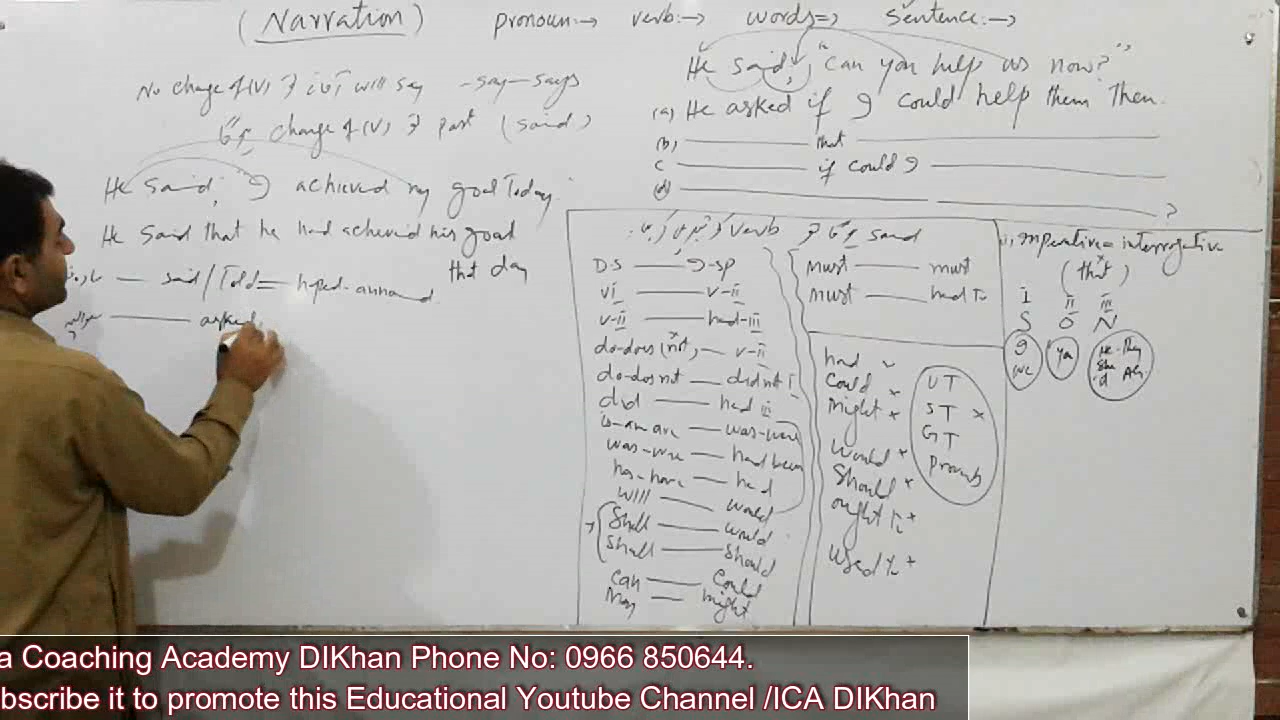 (Narration) pronoun:→ verb:→ words⇒ sentence:→
No change of (V) will say - say - says
change of (V) Past (said)
He said, "I achieved my goal Today."
He said that he had achieved his goal
that day
said / Told = hoped
asked
He said, "Can you help us now?"
(a) He asked if I could help them Then.
(b) that
c if could I
(d) ?
verb said
D.S I-SP
VI V-II
V-II had-III
do-does (not) V-II
do-does not did not I
did had III
is-am are was-were
was-were had been
has-have had
will would
Shall would
Shall Should
Can Could
May might
must must
must had To
had
Could ×
might ×
would ×
Should ×
ought To +
used To +
UT
ST ×
GT
Proverbs
Imperative = interrogative
(that)
I II III
S O N
I
we
You
He They
She
it
a Coaching Academy DIKhan Phone No: 0966 850644.
bscribe it to promote this Educational Youtube Channel /ICA DIKhan